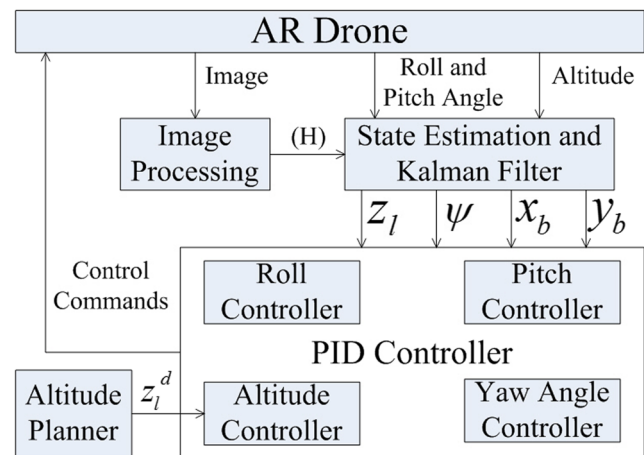 AR Drone
Image
Roll and
Pitch Angle
Altitude
Image
Processing
(H)
State Estimation and
Kalman Filter
z_l
ψ
x_b
y_b
Control
Commands
Roll
Controller
Pitch
Controller
PID Controller
Altitude
Planner
z_l^d
Altitude
Controller
Yaw Angle
Controller